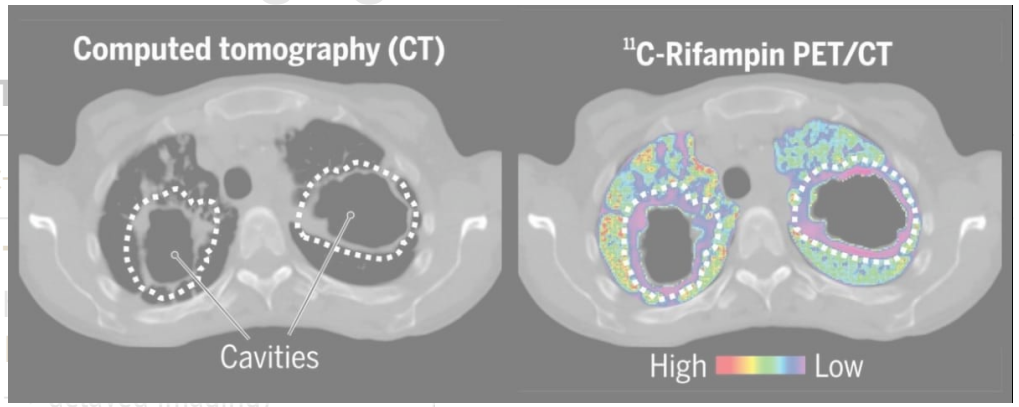 Computed tomography (CT)
¹¹C-Rifampin PET/CT
Cavities
High Low